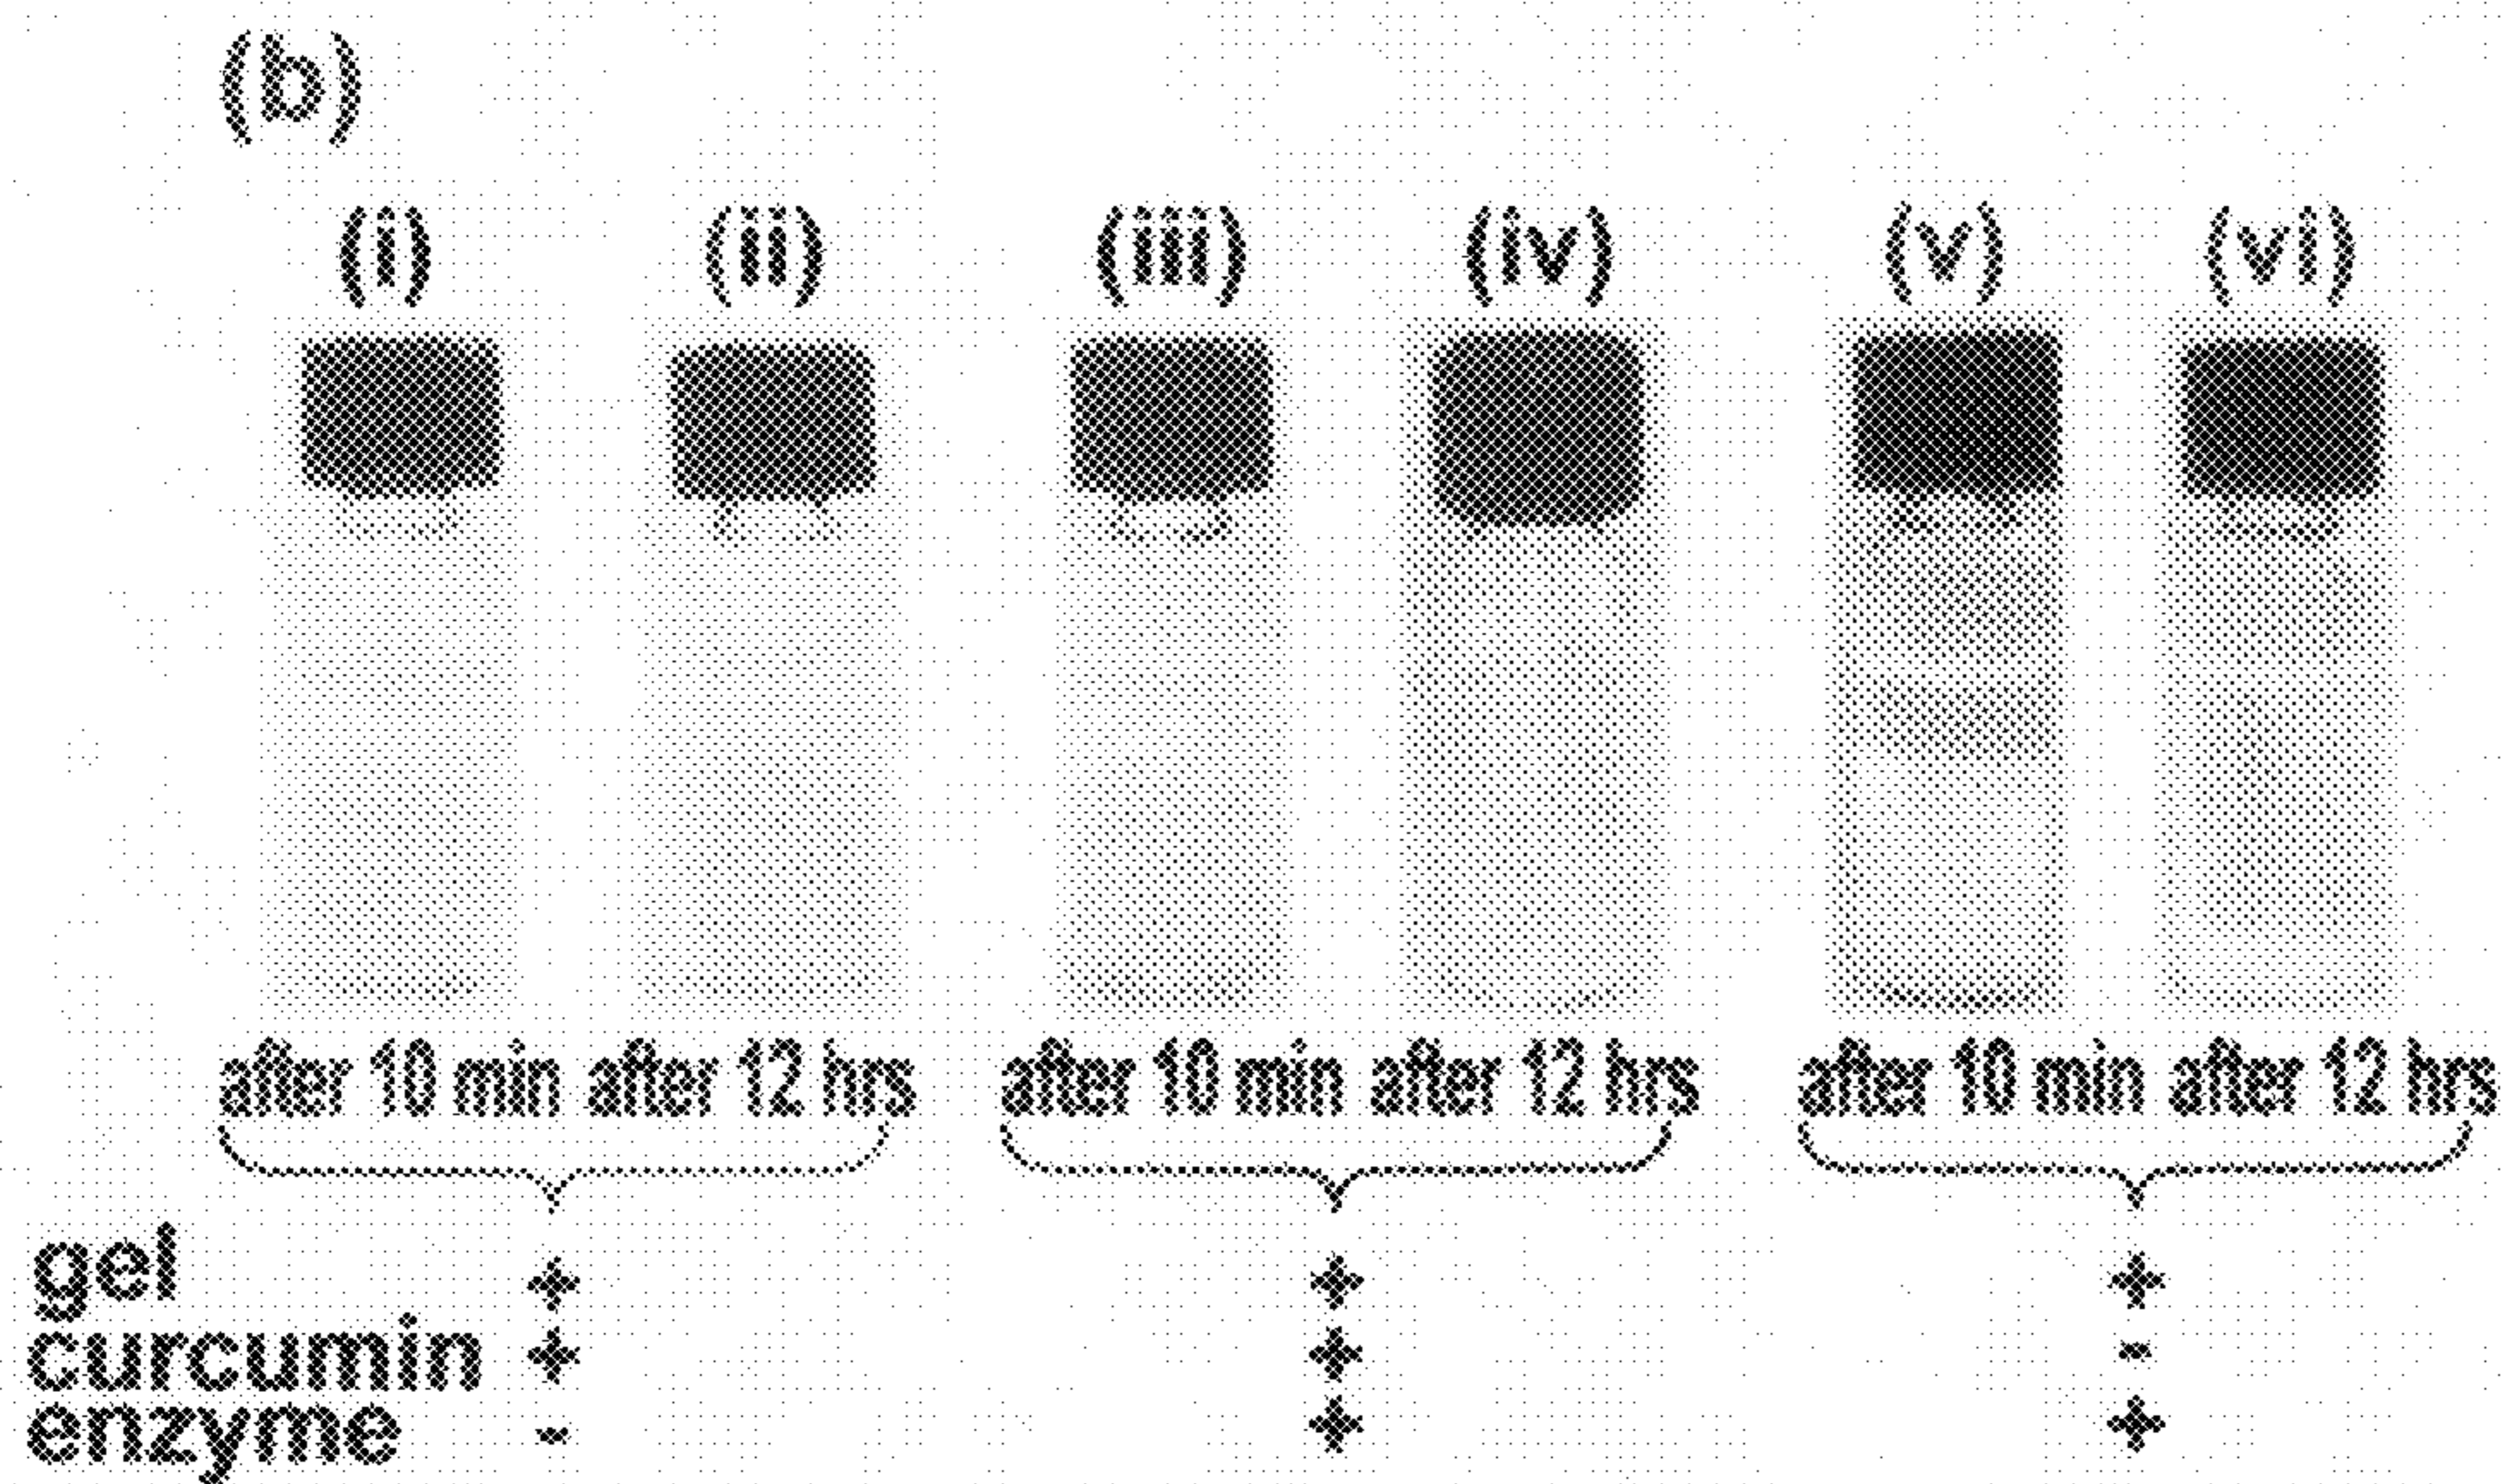 (b)
(i) (ii) (iii) (iv) (v) (vi)
after 10 min after 12 hrs after 10 min after 12 hrs after 10 min after 12 hrs
gel + + +
curcumin + + -
enzyme - + +